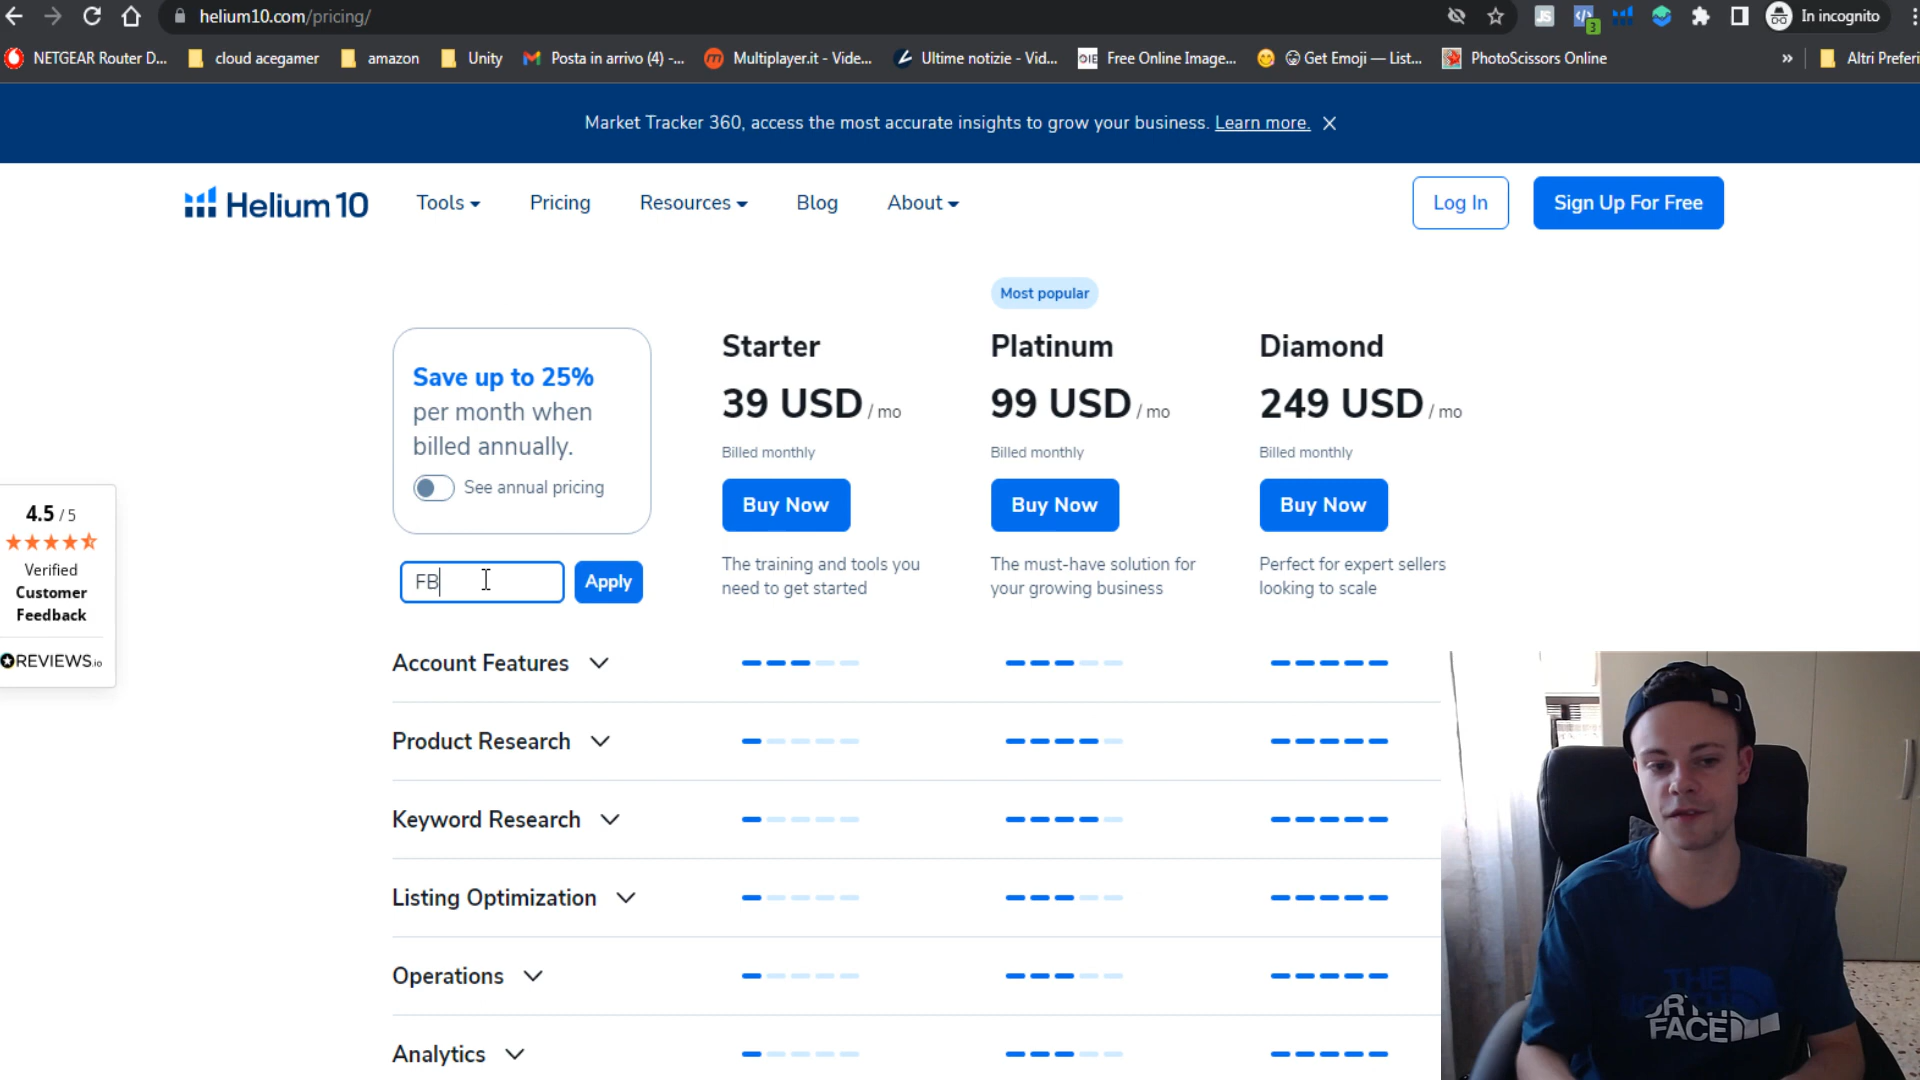 helium10.com/pricing/
In incognito
NETGEAR Router D...
cloud acegamer
amazon
Unity
Posta in arrivo (4) -...
Multiplayer.it - Vide...
Ultime notizie - Vid...
Free Online Image...
Get Emoji — List...
PhotoScissors Online
»
Altri Preferi
Market Tracker 360, access the most accurate insights to grow your business. Learn more.
Helium 10
Tools
Pricing
Resources
Blog
About
Log In
Sign Up For Free
Most popular
Save up to 25%
per month when
billed annually.
See annual pricing
FB
Apply
Starter
39 USD / mo
Billed monthly
Buy Now
The training and tools you
need to get started
Platinum
99 USD / mo
Billed monthly
Buy Now
The must-have solution for
your growing business
Diamond
249 USD / mo
Billed monthly
Buy Now
Perfect for expert sellers
looking to scale
4.5 / 5
Verified
Customer
Feedback
REVIEWS.io
Account Features
Product Research
Keyword Research
Listing Optimization
Operations
Analytics
THE
NORTH
FACE